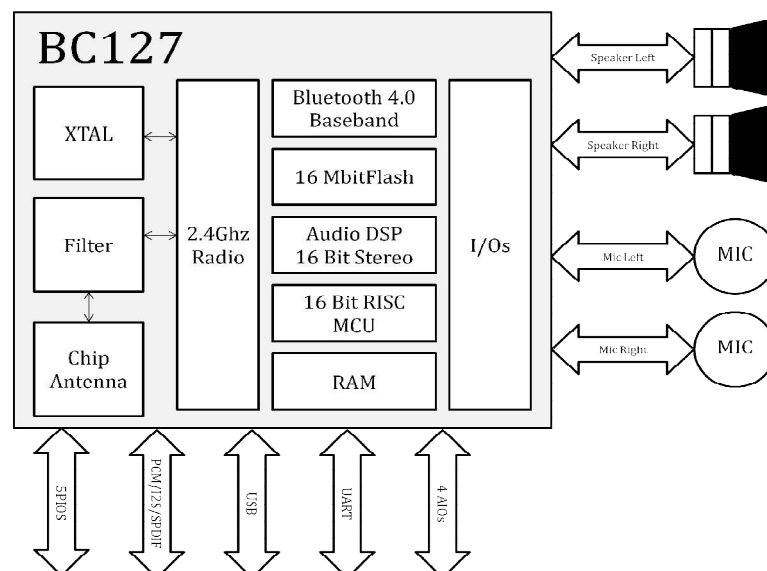 BC127
XTAL
Filter
Chip
Antenna
2.4Ghz
Radio
Bluetooth 4.0
Baseband
16 MbitFlash
Audio DSP
16 Bit Stereo
16 Bit RISC
MCU
RAM
I/Os
Speaker Left
Speaker Right
Mic Left
MIC
Mic Right
MIC
5PIOS
PCM/I2S/SPDIF
USB
UART
4 AIOs